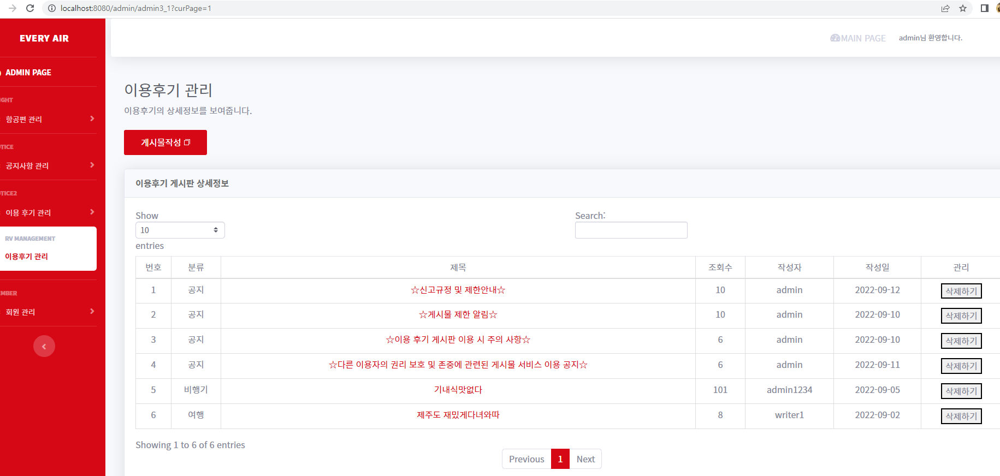 localhost:8080/admin/admin3_1?curPage=1
EVERY AIR
MAIN PAGE admin님 환영합니다.
ADMIN PAGE
항공편 관리
공지사항 관리
이용 후기 관리
RV MANAGEMENT
이용후기 관리
회원 관리
이용후기 관리
이용후기의 상세정보를 보여줍니다.
게시물작성
이용후기 게시판 상세정보
Show
10
entries
Search:
번호 분류 제목 조회수 작성자 작성일 관리
1 공지 ☆신고규정 및 제한안내☆ 10 admin 2022-09-12 삭제하기
2 공지 ☆게시물 제한 알림☆ 10 admin 2022-09-10 삭제하기
3 공지 ☆이용 후기 게시판 이용 시 주의 사항☆ 6 admin 2022-09-10 삭제하기
4 공지 ☆다른 이용자의 권리 보호 및 존중에 관련된 게시물 서비스 이용 공지☆ 6 admin 2022-09-11 삭제하기
5 비행기 기내식맛없다 101 admin1234 2022-09-05 삭제하기
6 여행 제주도 재밌게다녀와따 8 writer1 2022-09-02 삭제하기
Showing 1 to 6 of 6 entries
Previous 1 Next